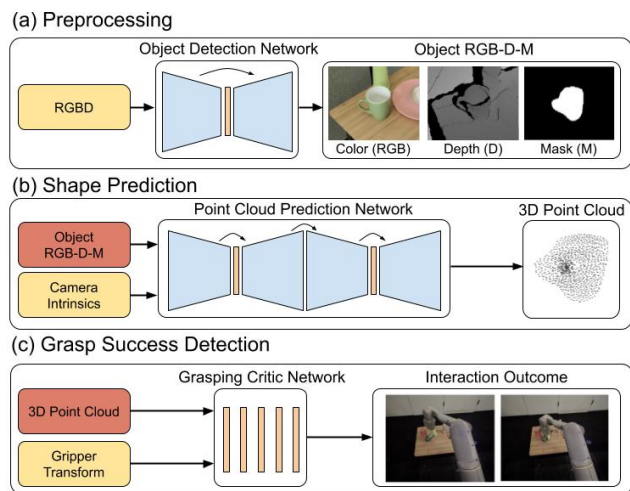 (a) Preprocessing
Object Detection Network
Object RGB-D-M
RGBD
Color (RGB)
Depth (D)
Mask (M)
(b) Shape Prediction
Point Cloud Prediction Network
3D Point Cloud
Object
RGB-D-M
Camera
Intrinsics
(c) Grasp Success Detection
Grasping Critic Network
Interaction Outcome
3D Point Cloud
Gripper
Transform